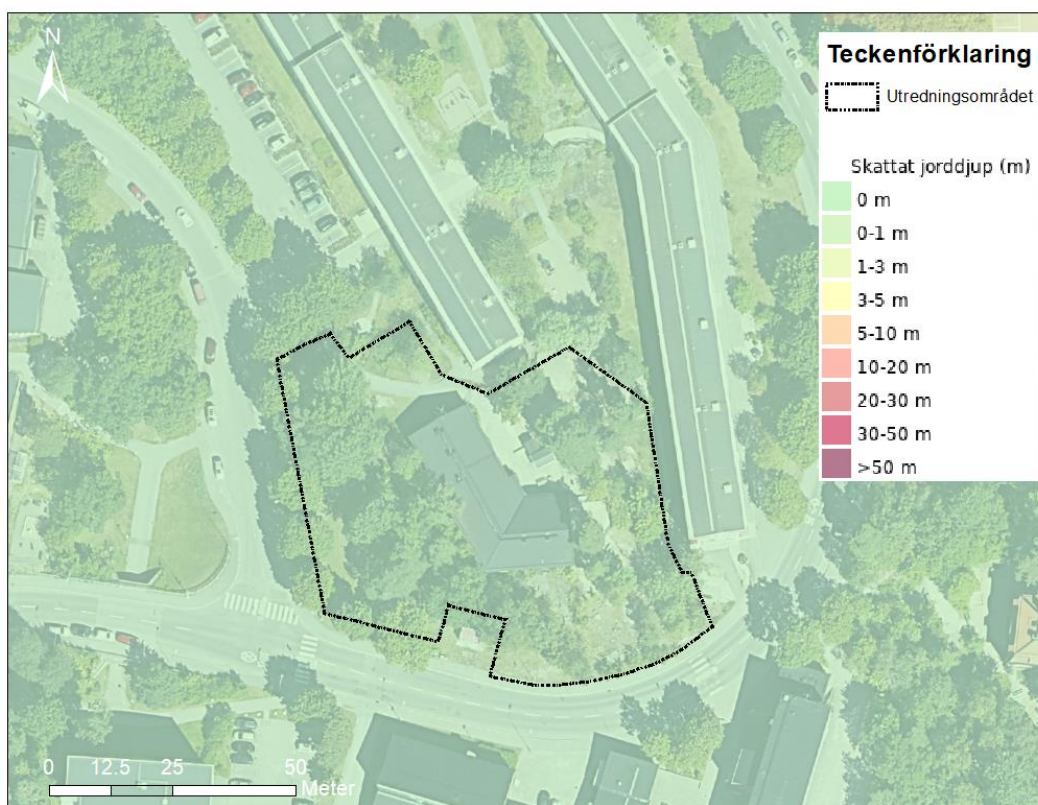 N
Teckenförklaring
Utredningsområdet
Skattat jorddjup (m)
0 m
0-1 m
1-3 m
3-5 m
5-10 m
10-20 m
20-30 m
30-50 m
>50 m
0 12.5 25 50
Meter